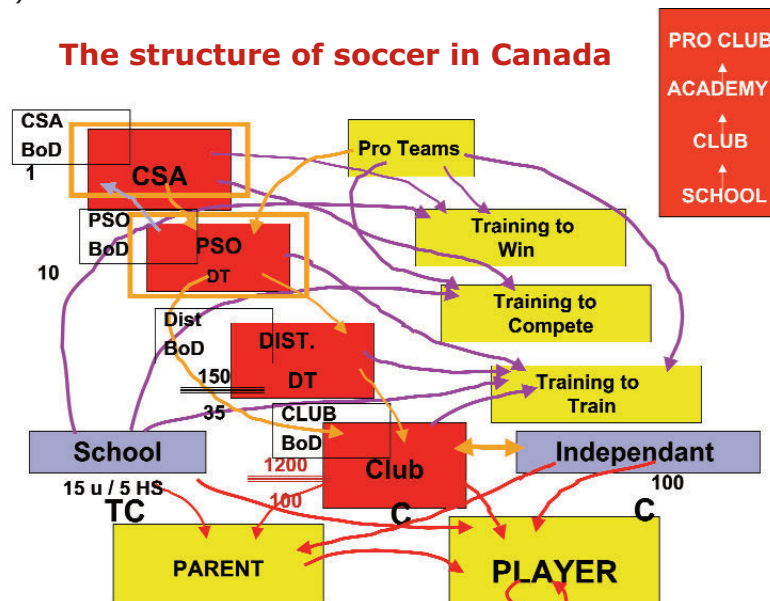 The structure of soccer in Canada
PRO CLUB
ACADEMY
CLUB
SCHOOL
CSA
BoD
1
CSA
Pro Teams
PSO
BoD
PSO
DT
10
Training to
Win
Training to
Compete
Dist
BoD
DIST.
DT
150
35
Training to
Train
CLUB
BoD
School
Club
Independant
1200
100
15 u / 5 HS
100
TC
C
C
PARENT
PLAYER